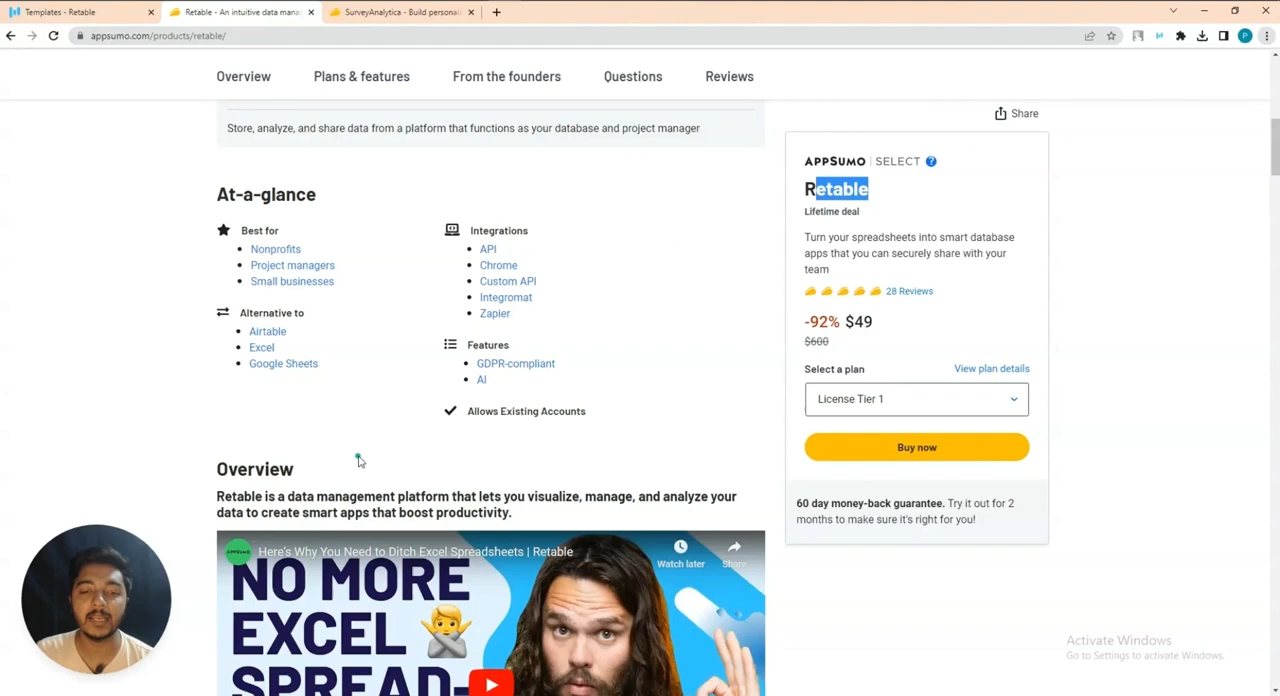 Templates - Retable
Retable - An intuitive data mana
SurveyAnalytica - Build personal
appsumo.com/products/retable/
P
Overview
Plans & features
From the founders
Questions
Reviews
Store, analyze, and share data from a platform that functions as your database and project manager
At-a-glance
Best for
Nonprofits
Project managers
Small businesses
Alternative to
Airtable
Excel
Google Sheets
Integrations
API
Chrome
Custom API
Integromat
Zapier
Features
GDPR-compliant
AI
Allows Existing Accounts
Overview
Retable is a data management platform that lets you visualize, manage, and analyze your
data to create smart apps that boost productivity.
APPSUMO
Here's Why You Need to Ditch Excel Spreadsheets | Retable
Watch later
Share
NO MORE
EXCEL
SPREAD-
Share
APPSUMO | SELECT ?
Retable
Lifetime deal
Turn your spreadsheets into smart database
apps that you can securely share with your
team
28 Reviews
-92% $49
$600
Select a plan
View plan details
License Tier 1
Buy now
60 day money-back guarantee. Try it out for 2
months to make sure it's right for you!
Activate Windows
Go to Settings to activate Windows.